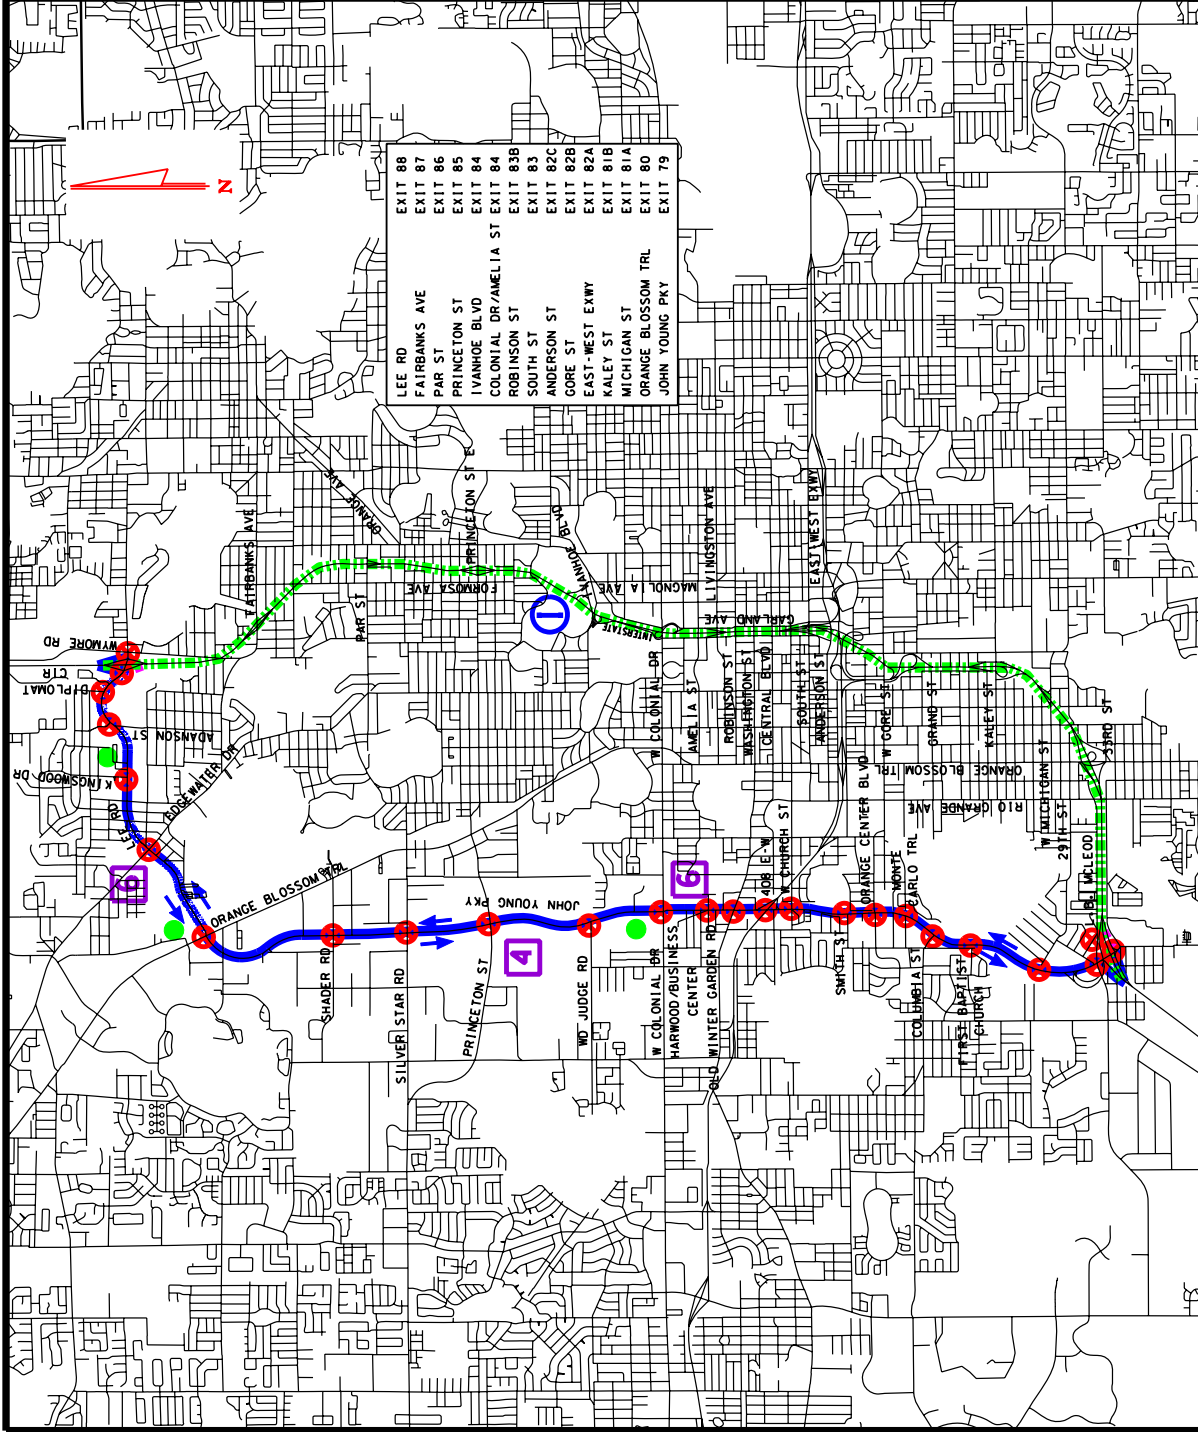 N
LEE RD EXIT 88
FAIRBANKS AVE EXIT 87
PAR ST EXIT 86
PRINCETON ST EXIT 85
IVANHOE BLVD EXIT 84
COLONIAL DR/AMELIA ST EXIT 84
ROBINSON ST EXIT 83B
SOUTH ST EXIT 83
ANDERSON ST EXIT 82C
GORE ST EXIT 82B
EAST-WEST EXWY EXIT 82A
KALEY ST EXIT 81B
MICHIGAN ST EXIT 81A
ORANGE BLOSSOM TRL EXIT 80
JOHN YOUNG PKY EXIT 79
WYMORE RD
DIPLOMAT
CIR
ADANSON ST
KINGSWOOD DR
EDGEWATER DR
LEE RD
6
ORANGE BLOSSOM TRL
FAIRBANKS AVE
ORANGE AVE
PAR ST
FORMOSA AVE
PRINCETON ST E
IVANHOE BLVD
I
INTERSTATE
MAGNOLIA AVE
LIVINGSTON AVE
GARLAND AVE
EAST-WEST EXWY
W COLONIAL DR
AMELIA ST
ROBINSON ST
WASHINGTON ST
CENTRAL BLVD
SOUTH ST
ANDERSON ST
W GORE ST
GRAND ST
KALEY ST
33RD ST
ORANGE BLOSSOM TRL
RIO GRANDE AVE
W MICHIGAN ST
29TH ST
MCLEOD
SHADER RD
SILVER STAR RD
JOHN YOUNG PKY
PRINCETON ST
4
WD JUDGE RD
W COLONIAL DR
HARWOOD/BUSINESS
CENTER
6
OLD WINTER GARDEN RD
408 E-W
W CHURCH ST
SMITH ST
ORANGE CENTER BLVD
MONTE
CARLO TRL
COLUMBIA ST
FIRST BAPTIST
CHURCH